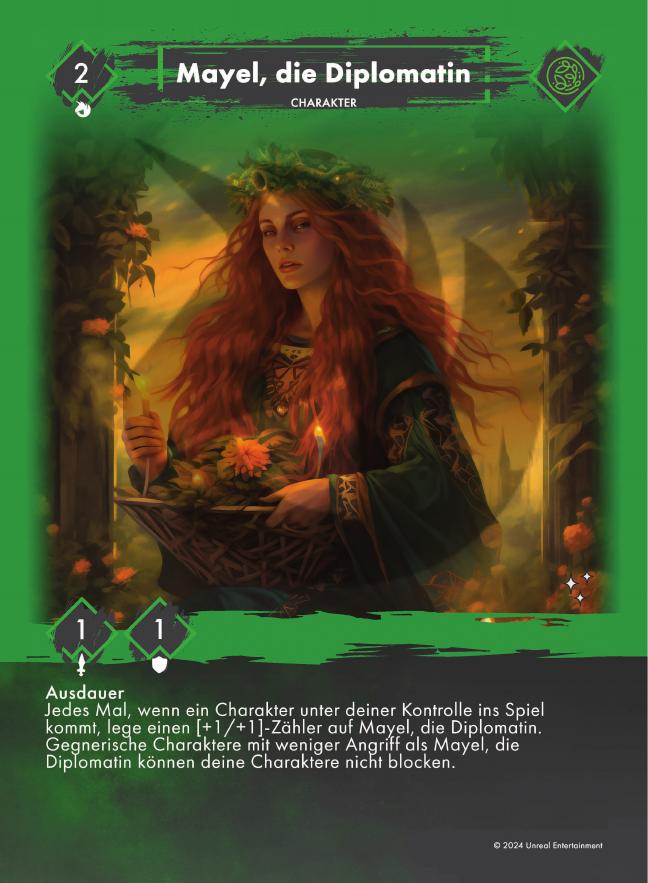 2
Mayel, die Diplomatin
CHARAKTER
1
1
Ausdauer
Jedes Mal, wenn ein Charakter unter deiner Kontrolle ins Spiel
kommt, lege einen [+1/+1]-Zähler auf Mayel, die Diplomatin.
Gegnerische Charaktere mit weniger Angriff als Mayel, die
Diplomatin können deine Charaktere nicht blocken.
© 2024 Unreal Entertainment